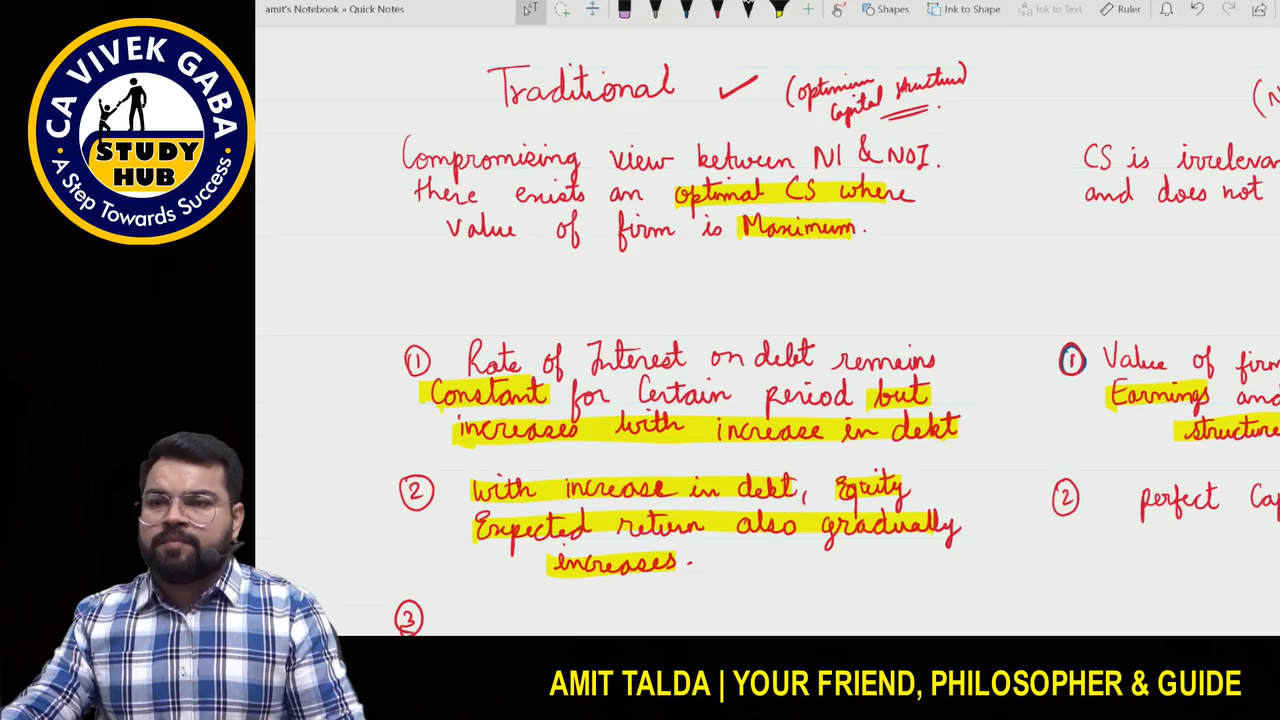 amit's Notebook » Quick Notes
Shapes
Ink to Shape
Ink to Text
Ruler
CA VIVEK GABA
STUDY
HUB
A Step Towards Success
Traditional ✓ (optimium
capital structure)
Compromising view between NI & NOI.
there exists an optimal CS where
value of firm is Maximum.
① Rate of Interest on debt remains
Constant for Certain period but
increases with increase in debt
② With increase in debt, Equity
Expected return also gradually
increases.
③
(N
CS is irreleva
and does not
① Value of firm
Earnings and
structure
② perfect Cap
AMIT TALDA | YOUR FRIEND, PHILOSOPHER & GUIDE